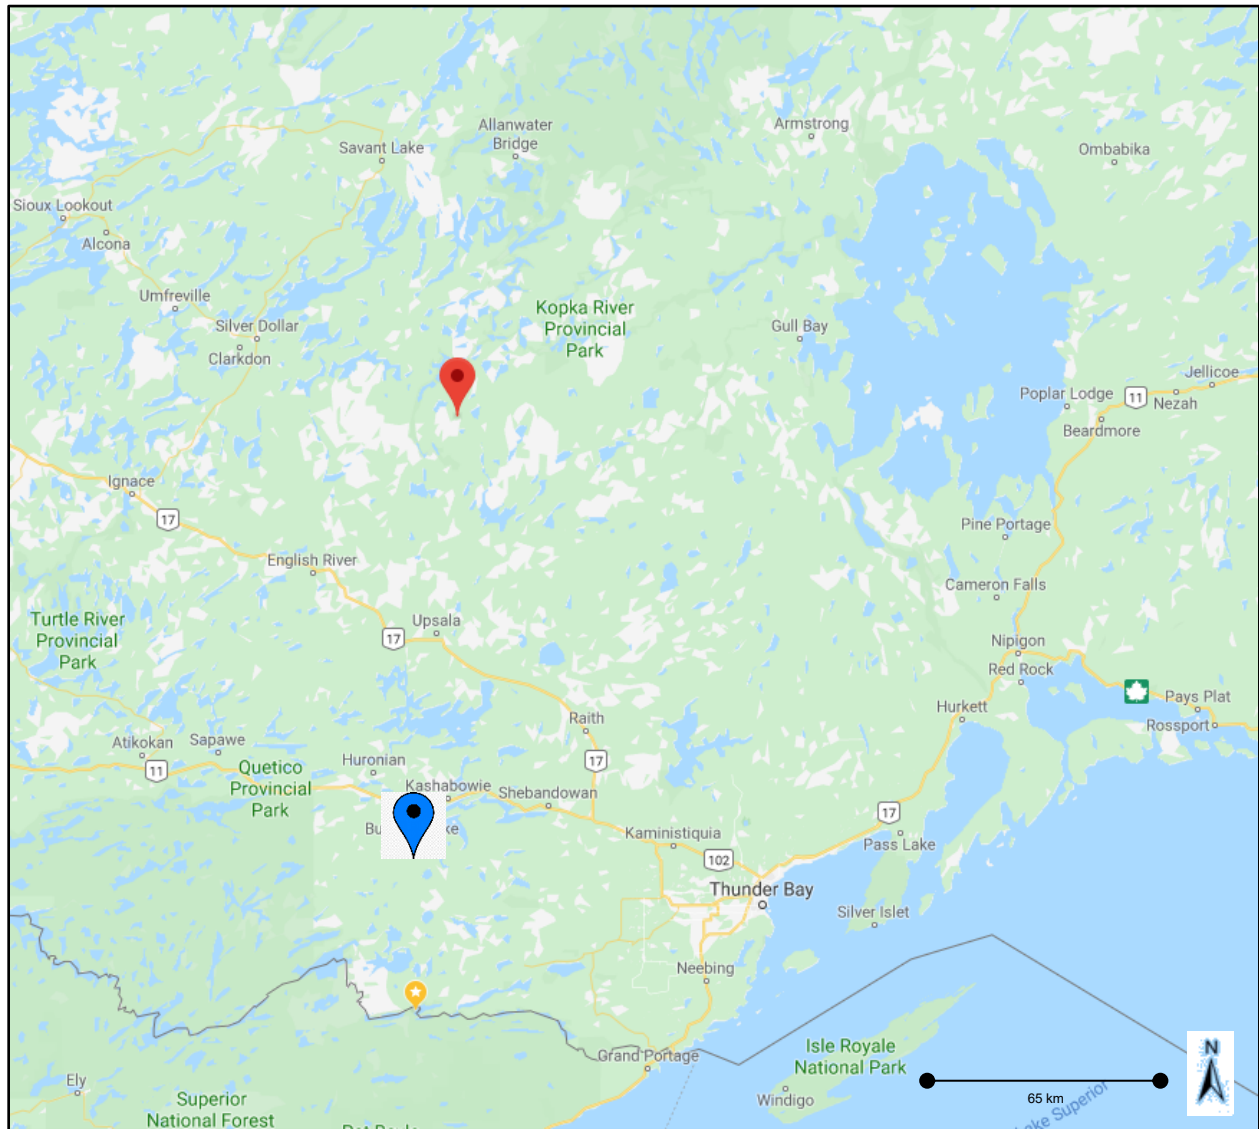 Allanwater
Bridge
Armstrong
Savant Lake
Ombabika
Sioux Lookout
Alcona
Umfreville
Kopka River
Provincial
Park
Silver Dollar
Clarkdon
Gull Bay
Jellicoe
Poplar Lodge
11
Nezah
Beardmore
Ignace
17
Pine Portage
English River
Cameron Falls
Turtle River
Provincial
Park
Upsala
17
Nipigon
Red Rock
Pays Plat
Hurkett
Rossport
Raith
Atikokan
Sapawe
11
Quetico
Provincial
Park
Huronian
17
Kashabowie
Shebandowan
17
Kaministiquia
Pass Lake
102
Thunder Bay
Silver Islet
Neebing
Isle Royale
National Park
Grand Portage
N
Ely
Windigo
65 km
Superior
National Forest
Superior